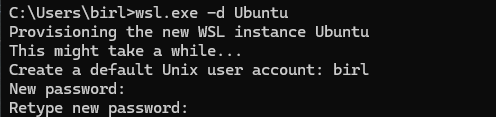 C:\Users\birl>wsl.exe -d Ubuntu
Provisioning the new WSL instance Ubuntu
This might take a while...
Create a default Unix user account: birl
New password:
Retype new password: